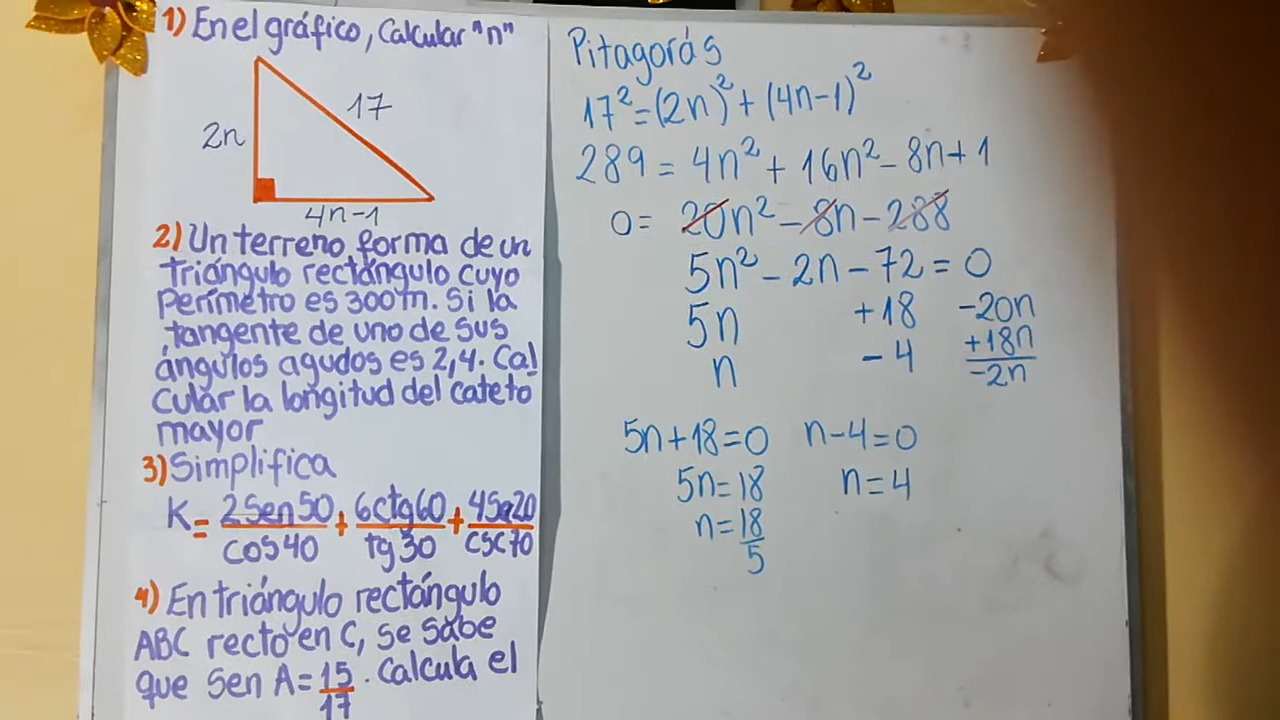 1) En el gráfico, Calcular "n"
17
2n
4n-1
2) Un terreno forma de un
triángulo rectángulo cuyo
Perímetro es 300m. Si la
tangente de uno de sus
ángulos agudos es 2,4. Cal
cular la longitud del cateto
mayor
3) Simplifica
K = 2Sen50/cos40 + 6ctg60/tg30 + 4Sec20/csc70
4) En triángulo rectángulo
ABC recto en C, se sabe
que Sen A = 15/17. Calcula el
Pitagorás
17² = (2n)² + (4n-1)²
289 = 4n² + 16n² - 8n + 1
0 = 20n² - 8n - 288
5n² - 2n - 72 = 0
5n +18 -20n
n -4 +18n
-2n
5n+18=0 n-4=0
5n=18 n=4
n=18/5